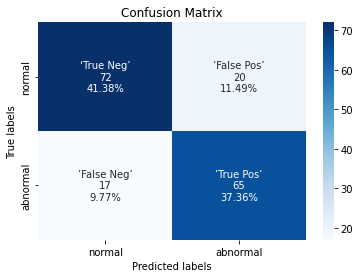 Confusion Matrix
‘True Neg’
72
41.38%
‘False Pos’
20
11.49%
’False Neg’
17
9.77%
’True Pos’
65
37.36%
normal
abnormal
True labels
normal
abnormal
Predicted labels
70
60
50
40
30
20